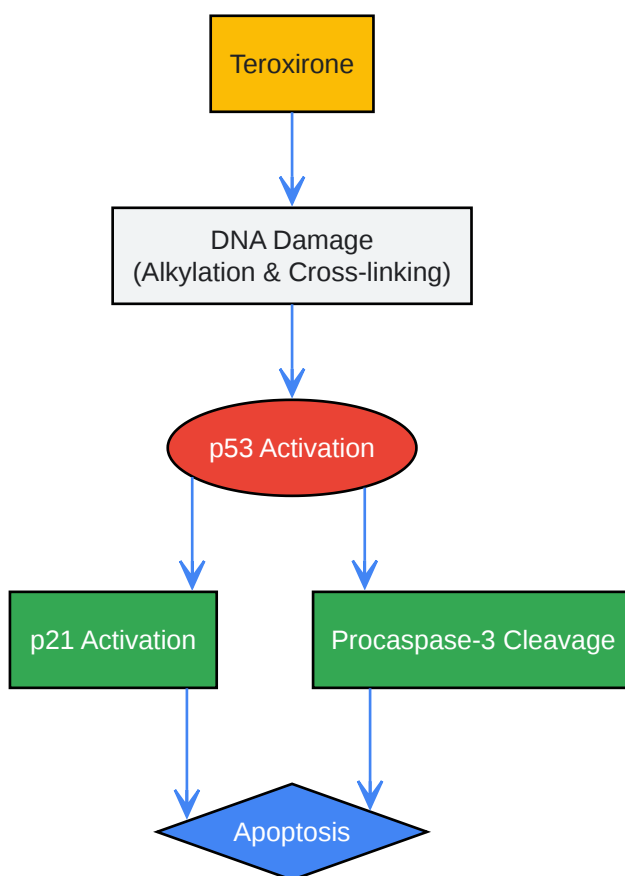 Teroxirone
DNA Damage
(Alkylation & Cross-linking)
p53 Activation
p21 Activation
Procaspase-3 Cleavage
Apoptosis